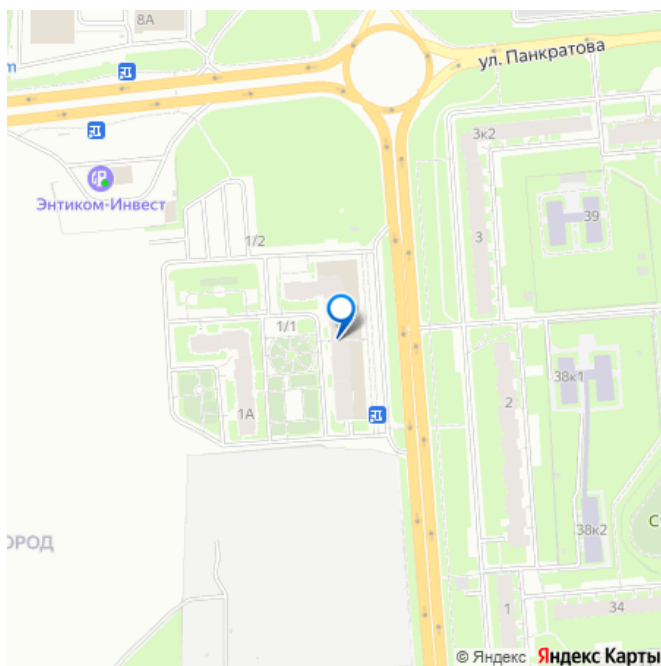 8А
ул. Панкратова
m
3к2
Энтиком-Инвест
39
1/2
3
1/1
38к1
2
1А
С
ОРОД
38к2
1
34
© Яндекс Яндекс Карты